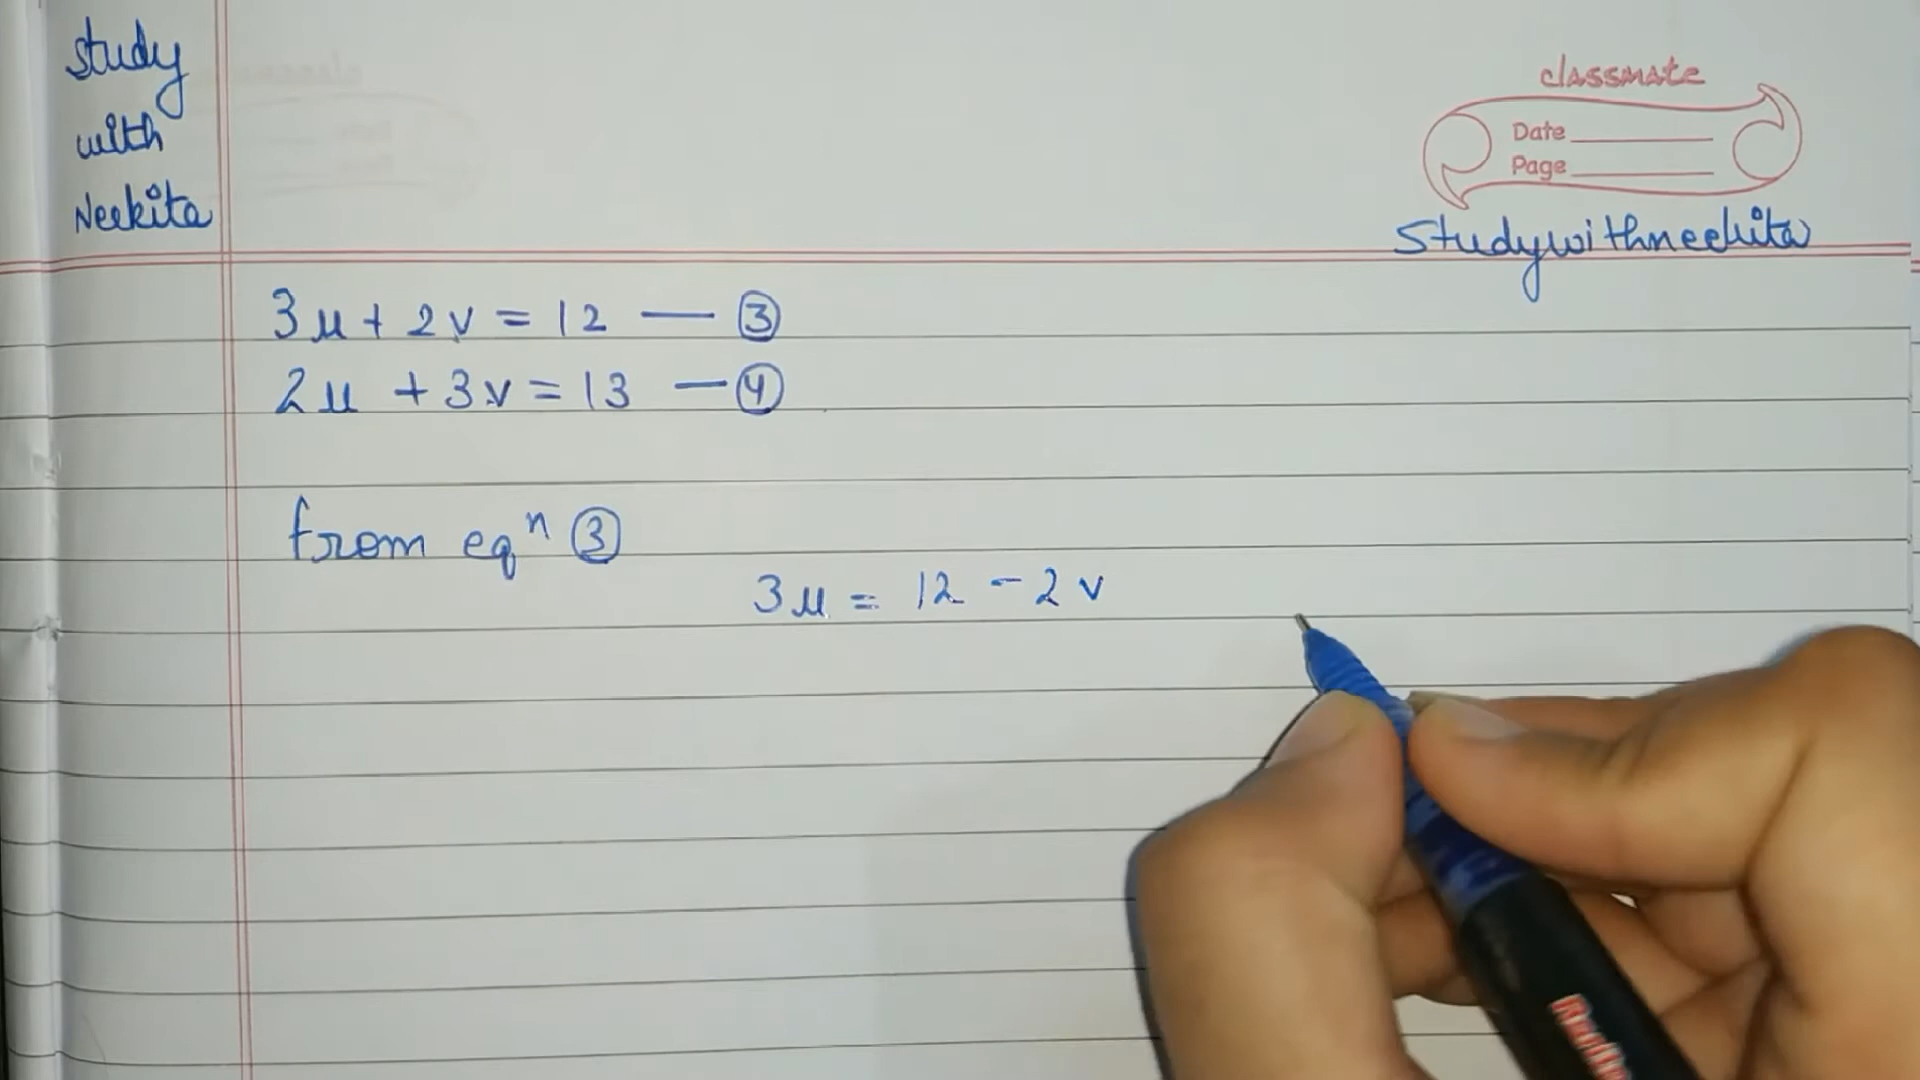 Study
with
Neekita
classmate
Date
Page
Studywithneekita
3u + 2v = 12 — ③
2u + 3v = 13 — ④
from eqⁿ ③
3u = 12 - 2v